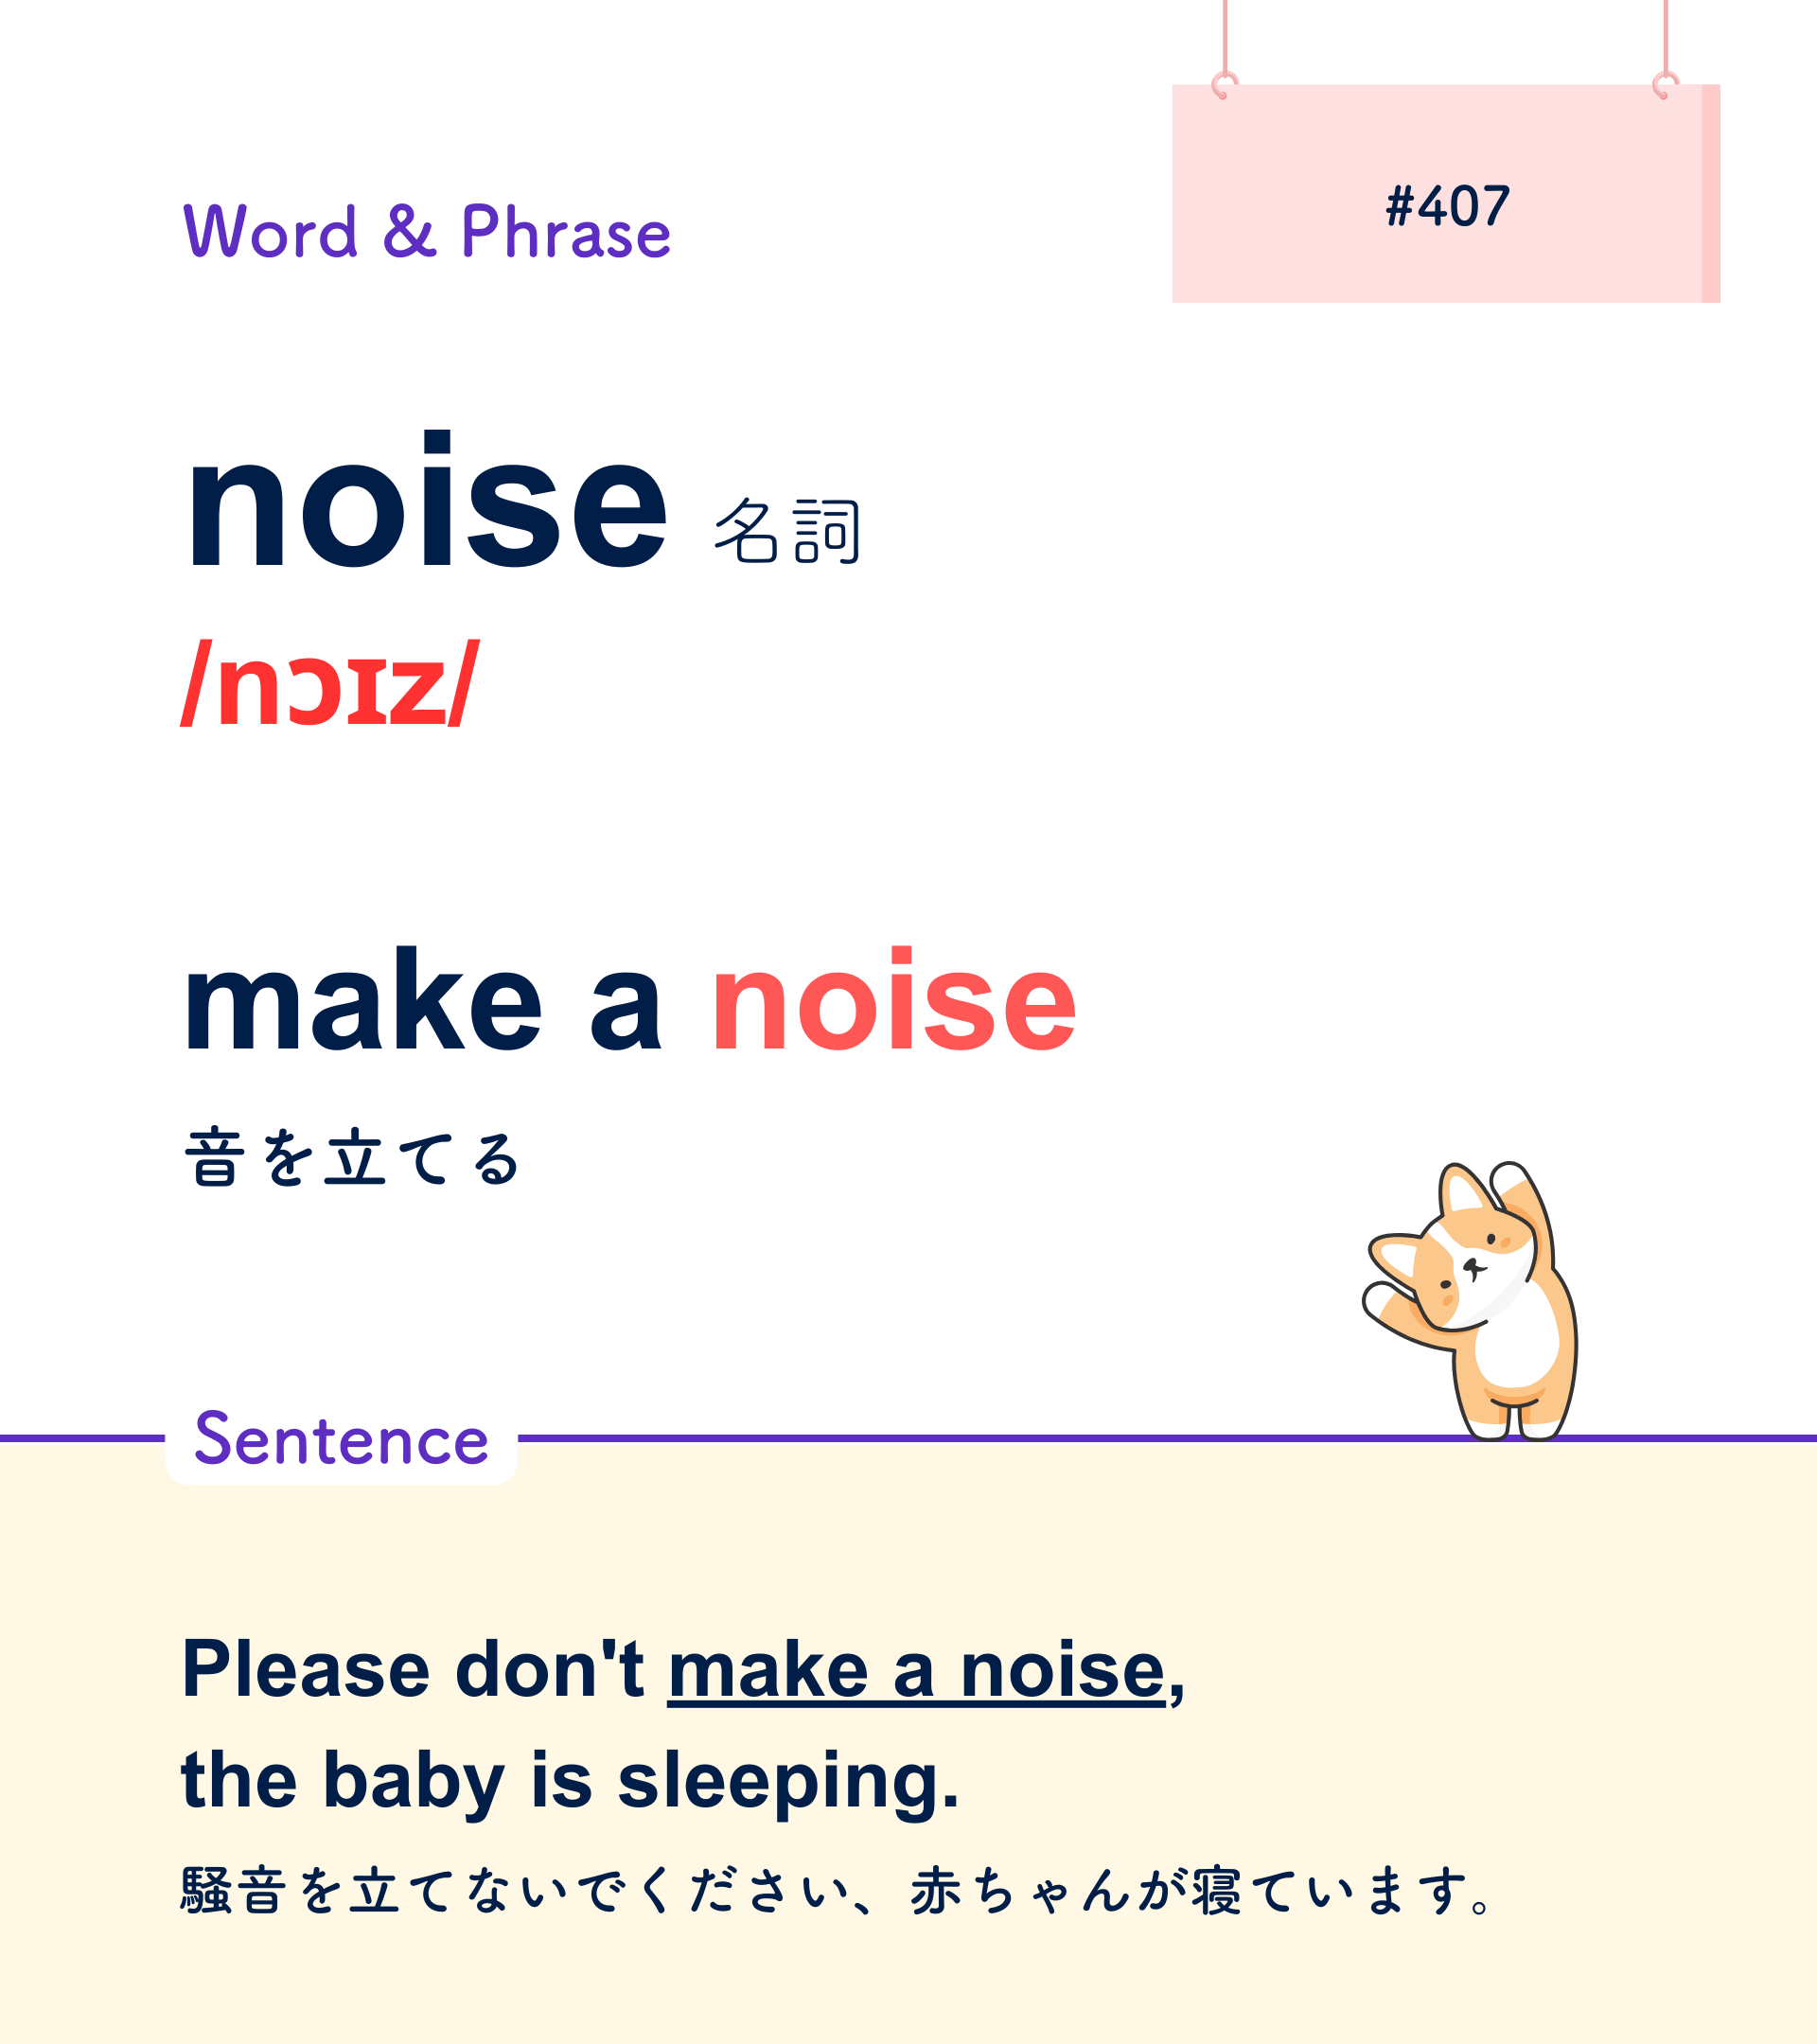 #407
Word & Phrase
noise 名詞
/nɔɪz/
make a noise
音を立てる
Sentence
Please don't make a noise,
the baby is sleeping.
騒音を立てないでください、赤ちゃんが寝ています。